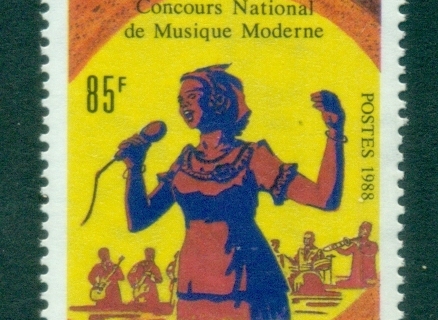 Concours National
de Musique Moderne
85F
POSTES 1988